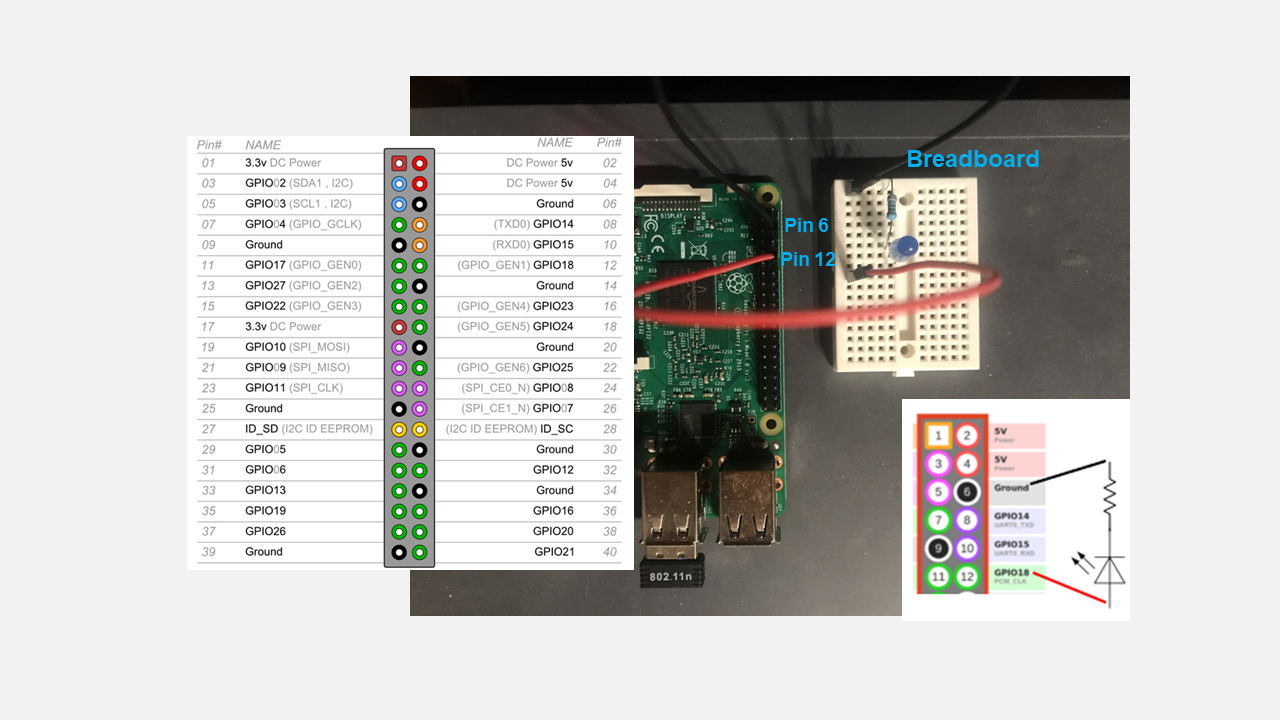 Pin# NAME NAME Pin#
01 3.3v DC Power DC Power 5v 02
03 GPIO02 (SDA1 , I2C) DC Power 5v 04
05 GPIO03 (SCL1 , I2C) Ground 06
07 GPIO04 (GPIO_GCLK) (TXD0) GPIO14 08
09 Ground (RXD0) GPIO15 10
11 GPIO17 (GPIO_GEN0) (GPIO_GEN1) GPIO18 12
13 GPIO27 (GPIO_GEN2) Ground 14
15 GPIO22 (GPIO_GEN3) (GPIO_GEN4) GPIO23 16
17 3.3v DC Power (GPIO_GEN5) GPIO24 18
19 GPIO10 (SPI_MOSI) Ground 20
21 GPIO09 (SPI_MISO) (GPIO_GEN6) GPIO25 22
23 GPIO11 (SPI_CLK) (SPI_CE0_N) GPIO08 24
25 Ground (SPI_CE1_N) GPIO07 26
27 ID_SD (I2C ID EEPROM) (I2C ID EEPROM) ID_SC 28
29 GPIO05 Ground 30
31 GPIO06 GPIO12 32
33 GPIO13 Ground 34
35 GPIO19 GPIO16 36
37 GPIO26 GPIO20 38
39 Ground GPIO21 40
Breadboard
Pin 6
Pin 12
DISPLAY
FCC CE
802.11n
1 2 5V
Power
3 4 5V
Power
5 6 Ground
7 8 GPIO14
UART0_TXD
9 10 GPIO15
UART0_RXD
11 12 GPIO18
PCM_CLK